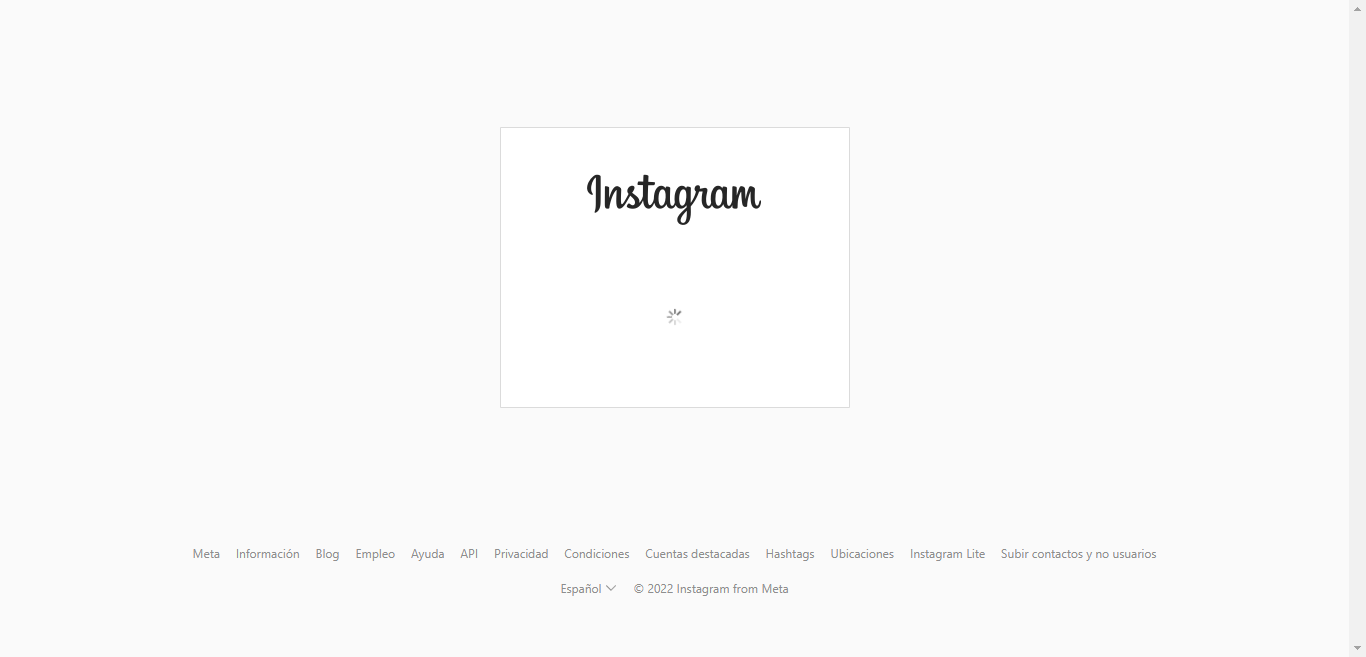 Instagram
Meta Información Blog Empleo Ayuda API Privacidad Condiciones Cuentas destacadas Hashtags Ubicaciones Instagram Lite Subir contactos y no usuarios
Español © 2022 Instagram from Meta